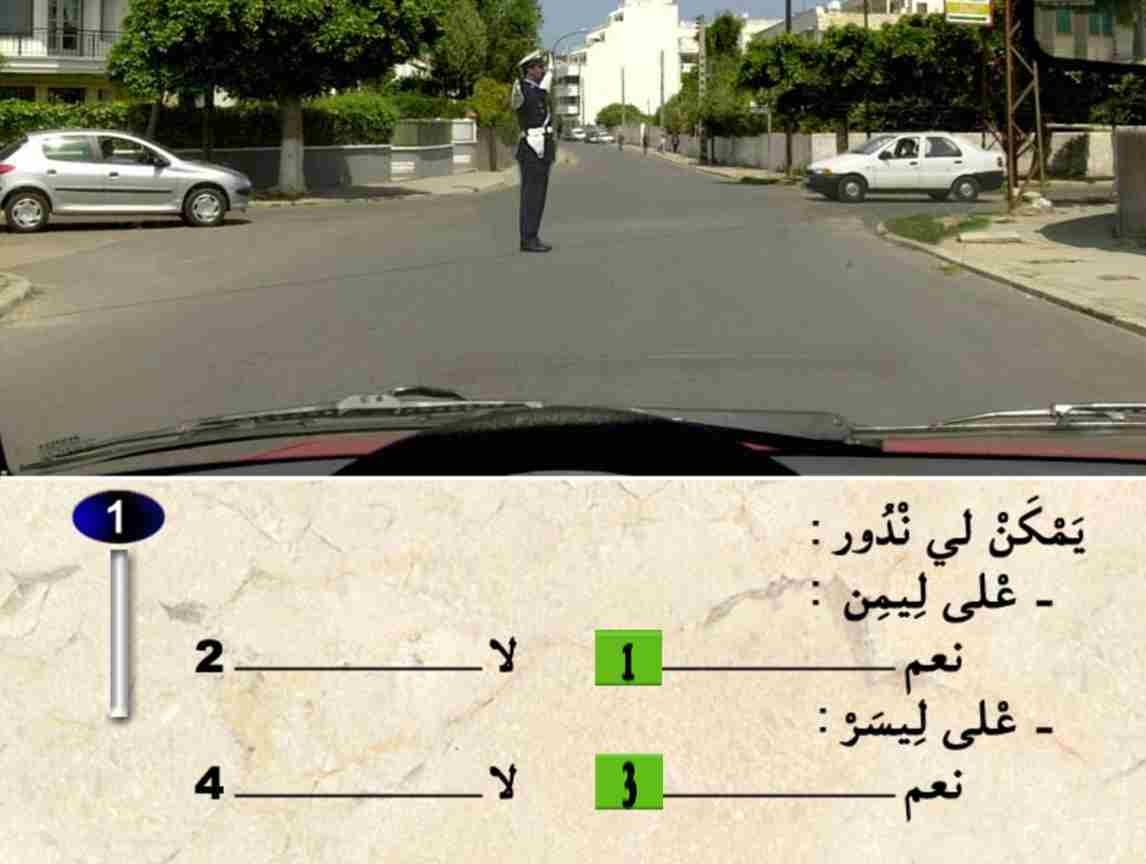 1
يَمْكَنْ لي نْدُور :
- عْلى لِيمِن :
نعم 1 لا 2
- عْلى لِيسَرْ :
نعم 3 لا 4